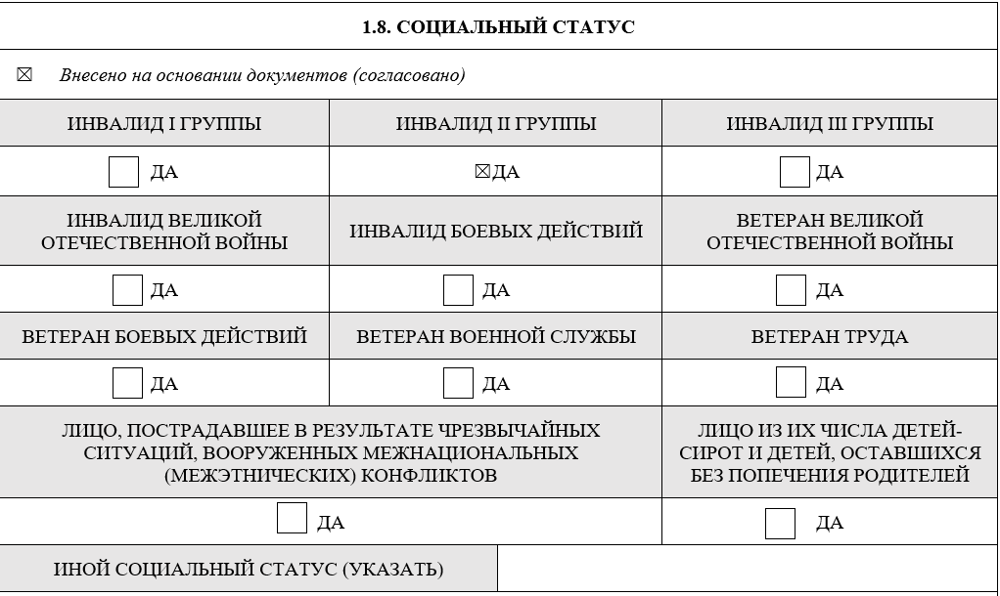 1.8. СОЦИАЛЬНЫЙ СТАТУС
☒ Внесено на основании документов (согласовано)
ИНВАЛИД I ГРУППЫ
ИНВАЛИД II ГРУППЫ
ИНВАЛИД III ГРУППЫ
ДА
☒ДА
ДА
ИНВАЛИД ВЕЛИКОЙ
ОТЕЧЕСТВЕННОЙ ВОЙНЫ
ИНВАЛИД БОЕВЫХ ДЕЙСТВИЙ
ВЕТЕРАН ВЕЛИКОЙ
ОТЕЧЕСТВЕННОЙ ВОЙНЫ
ДА
ДА
ДА
ВЕТЕРАН БОЕВЫХ ДЕЙСТВИЙ
ВЕТЕРАН ВОЕННОЙ СЛУЖБЫ
ВЕТЕРАН ТРУДА
ДА
ДА
ДА
ЛИЦО, ПОСТРАДАВШЕЕ В РЕЗУЛЬТАТЕ ЧРЕЗВЫЧАЙНЫХ
СИТУАЦИЙ, ВООРУЖЕННЫХ МЕЖНАЦИОНАЛЬНЫХ
(МЕЖЭТНИЧЕСКИХ) КОНФЛИКТОВ
ЛИЦО ИЗ ИХ ЧИСЛА ДЕТЕЙ-
СИРОТ И ДЕТЕЙ, ОСТАВШИХСЯ
БЕЗ ПОПЕЧЕНИЯ РОДИТЕЛЕЙ
ДА
ДА
ИНОЙ СОЦИАЛЬНЫЙ СТАТУС (УКАЗАТЬ)